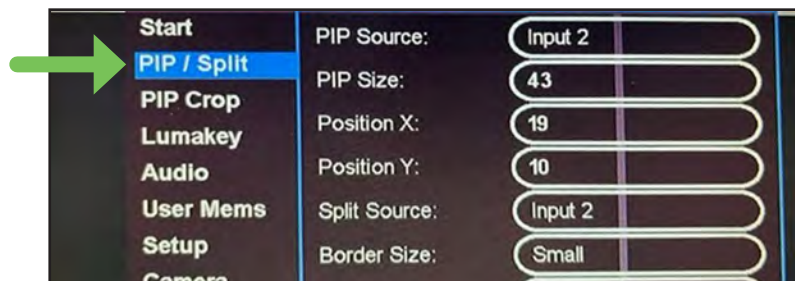 Start
PIP / Split
PIP Crop
Lumakey
Audio
User Mems
Setup
Camera
PIP Source: Input 2
PIP Size: 43
Position X: 19
Position Y: 10
Split Source: Input 2
Border Size: Small